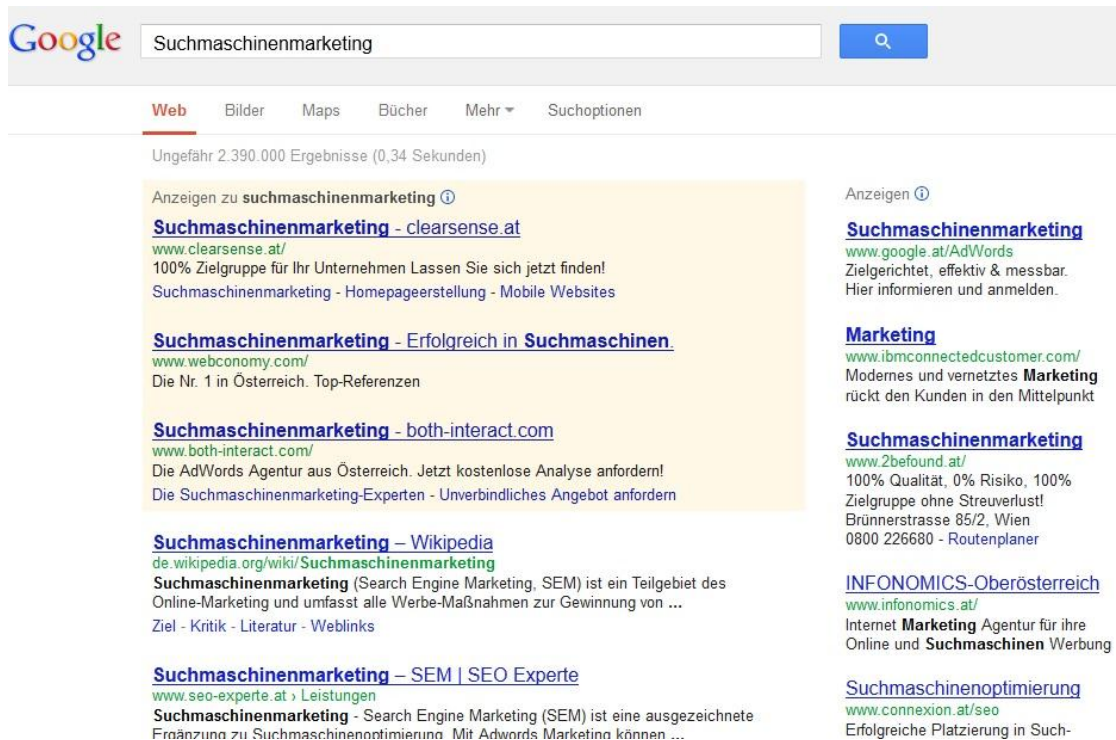 Google
Suchmaschinenmarketing
Web Bilder Maps Bücher Mehr Suchoptionen
Ungefähr 2.390.000 Ergebnisse (0,34 Sekunden)
Anzeigen zu suchmaschinenmarketing
Suchmaschinenmarketing - clearsense.at
www.clearsense.at/
100% Zielgruppe für Ihr Unternehmen Lassen Sie sich jetzt finden!
Suchmaschinenmarketing - Homepageerstellung - Mobile Websites
Suchmaschinenmarketing - Erfolgreich in Suchmaschinen.
www.webconomy.com/
Die Nr. 1 in Österreich. Top-Referenzen
Suchmaschinenmarketing - both-interact.com
www.both-interact.com/
Die AdWords Agentur aus Österreich. Jetzt kostenlose Analyse anfordern!
Die Suchmaschinenmarketing-Experten - Unverbindliches Angebot anfordern
Suchmaschinenmarketing – Wikipedia
de.wikipedia.org/wiki/Suchmaschinenmarketing
Suchmaschinenmarketing (Search Engine Marketing, SEM) ist ein Teilgebiet des
Online-Marketing und umfasst alle Werbe-Maßnahmen zur Gewinnung von ...
Ziel - Kritik - Literatur - Weblinks
Suchmaschinenmarketing – SEM | SEO Experte
www.seo-experte.at › Leistungen
Suchmaschinenmarketing - Search Engine Marketing (SEM) ist eine ausgezeichnete
Ergänzung zu Suchmaschinenoptimierung. Mit Adwords Marketing können ...
Anzeigen
Suchmaschinenmarketing
www.google.at/AdWords
Zielgerichtet, effektiv & messbar.
Hier informieren und anmelden.
Marketing
www.ibmconnectedcustomer.com/
Modernes und vernetztes Marketing
rückt den Kunden in den Mittelpunkt
Suchmaschinenmarketing
www.2befound.at/
100% Qualität, 0% Risiko, 100%
Zielgruppe ohne Streuverlust!
Brünnerstrasse 85/2, Wien
0800 226680 - Routenplaner
INFONOMICS-Oberösterreich
www.infonomics.at/
Internet Marketing Agentur für ihre
Online und Suchmaschinen Werbung
Suchmaschinenoptimierung
www.connexion.at/seo
Erfolgreiche Platzierung in Such-